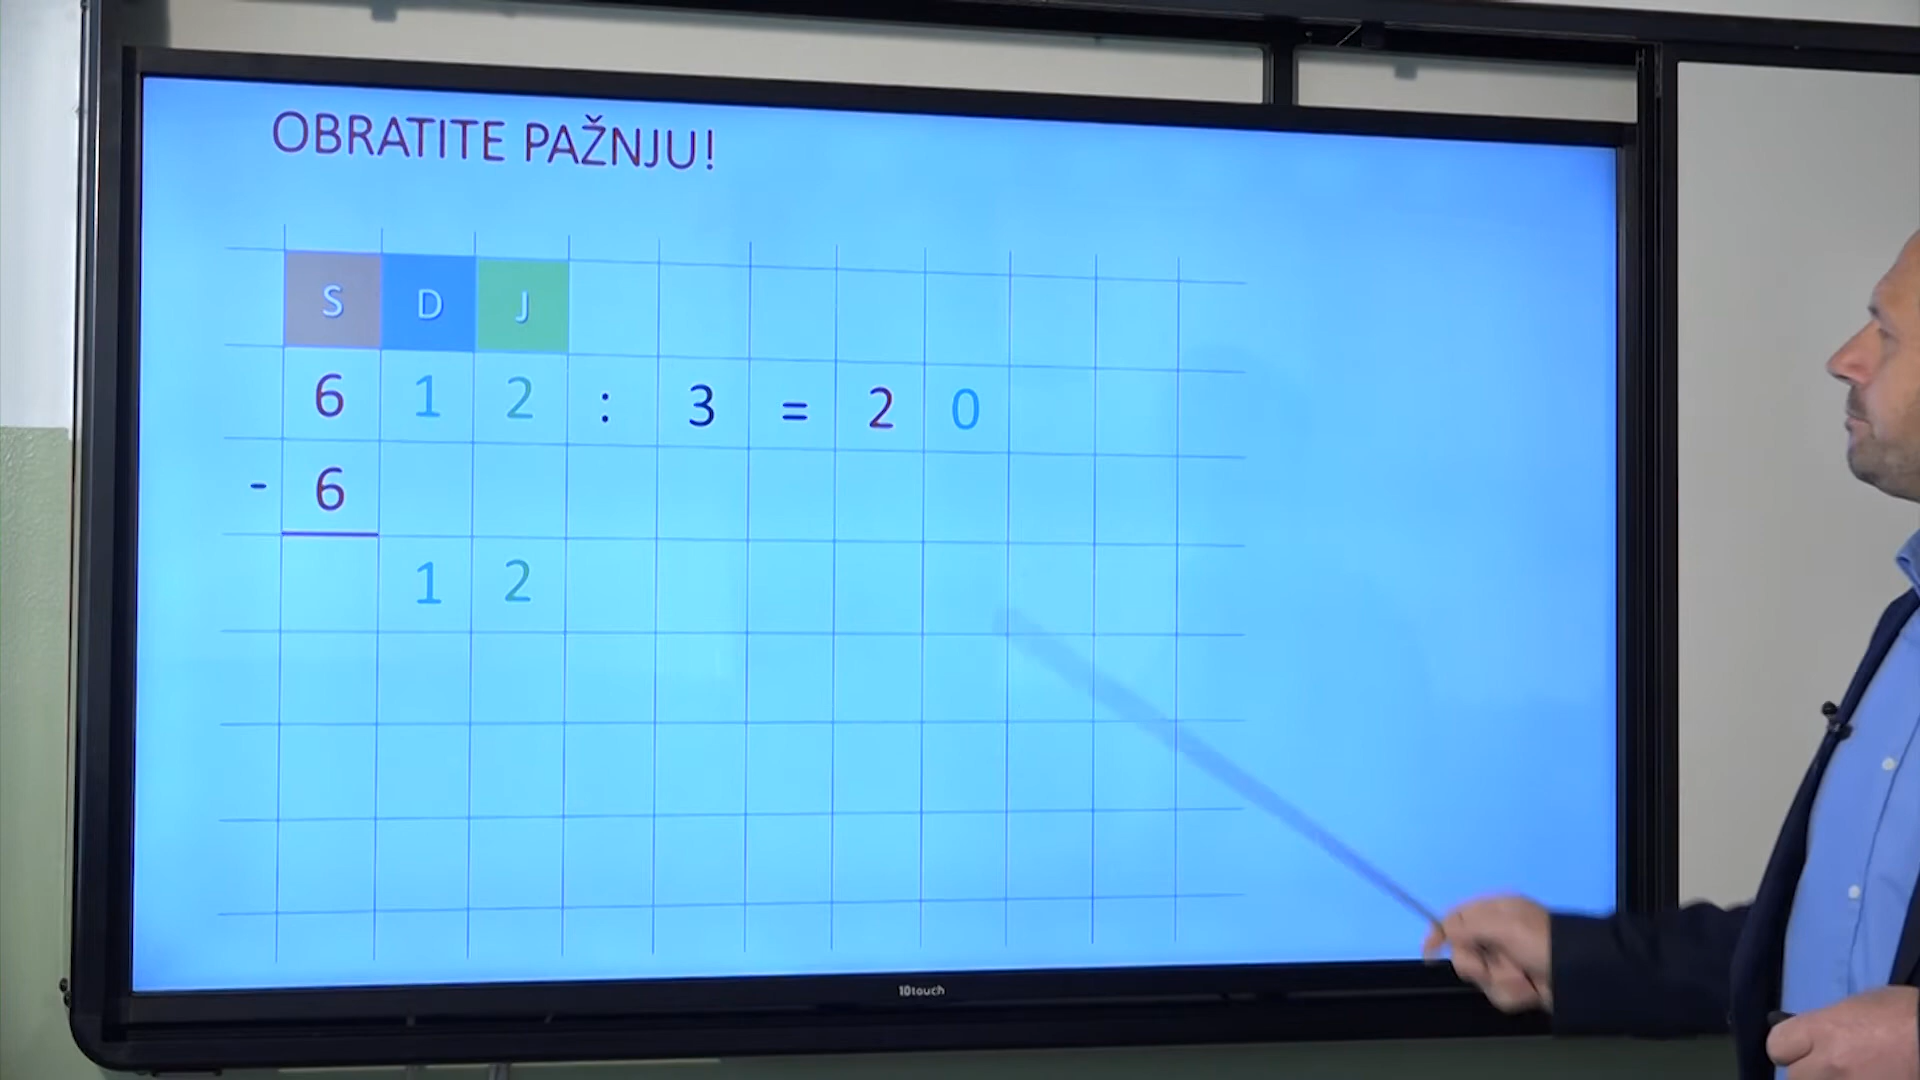 OBRATITE PAŽNJU!
S D J
6 1 2 : 3 = 2 0
- 6
1 2
10touch